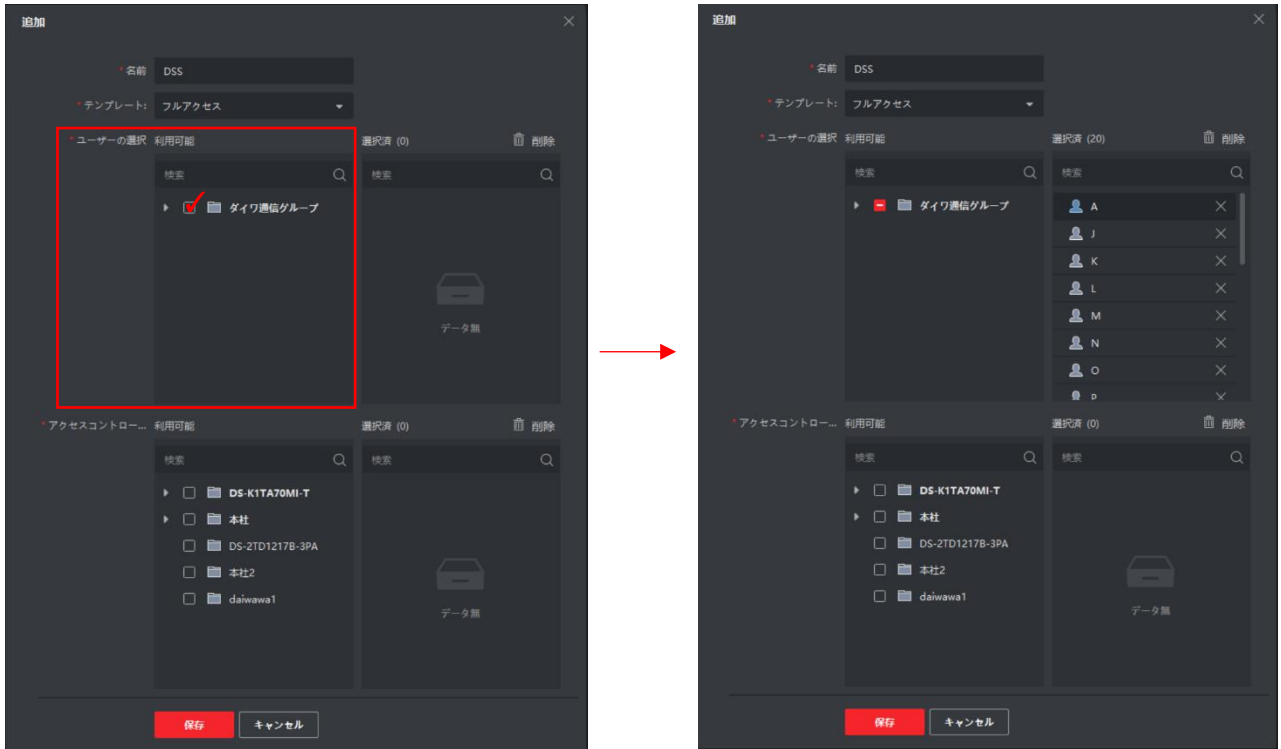 追加
*名前 DSS
*テンプレート: フルアクセス
*ユーザーの選択 利用可能 選択済 (0) 削除
検索 検索
ダイワ通信グループ
データ無
*アクセスコントロー... 利用可能 選択済 (0) 削除
検索 検索
DS-K1TA70MI-T
本社
DS-2TD1217B-3PA
本社2
daiwawa1
データ無
保存 キャンセル
追加
*名前 DSS
*テンプレート: フルアクセス
*ユーザーの選択 利用可能 選択済 (20) 削除
検索 検索
ダイワ通信グループ
A
J
K
L
M
N
O
P
*アクセスコントロー... 利用可能 選択済 (0) 削除
検索 検索
DS-K1TA70MI-T
本社
DS-2TD1217B-3PA
本社2
daiwawa1
データ無
保存 キャンセル